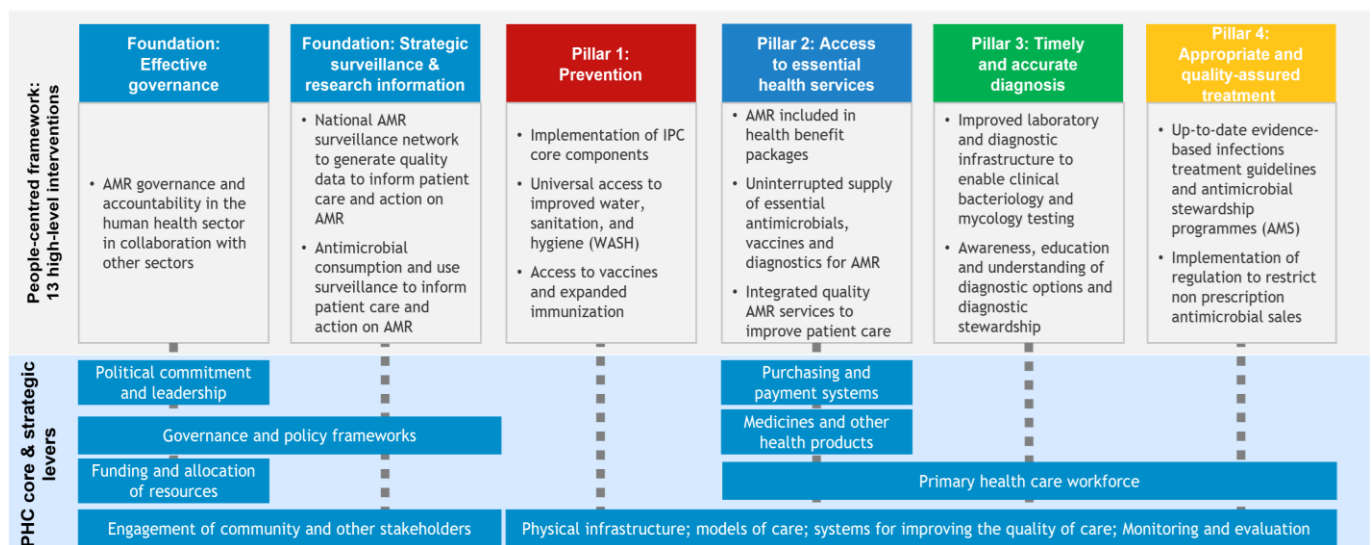 People-centred framework:
13 high-level interventions
Foundation:
Effective
governance
• AMR governance and
accountability in the
human health sector
in collaboration with
other sectors
Foundation: Strategic
surveillance &
research information
• National AMR
surveillance network
to generate quality
data to inform patient
care and action on
AMR
• Antimicrobial
consumption and use
surveillance to inform
patient care and
action on AMR
Pillar 1:
Prevention
• Implementation of IPC
core components
• Universal access to
improved water,
sanitation, and
hygiene (WASH)
• Access to vaccines
and expanded
immunization
Pillar 2: Access
to essential
health services
• AMR included in
health benefit
packages
• Uninterrupted supply
of essential
antimicrobials,
vaccines and
diagnostics for AMR
• Integrated quality
AMR services to
improve patient care
Pillar 3: Timely
and accurate
diagnosis
• Improved laboratory
and diagnostic
infrastructure to
enable clinical
bacteriology and
mycology testing
• Awareness, education
and understanding of
diagnostic options and
diagnostic
stewardship
Pillar 4:
Appropriate and
quality-assured
treatment
• Up-to-date evidence-
based infections
treatment guidelines
and antimicrobial
stewardship
programmes (AMS)
• Implementation of
regulation to restrict
non prescription
antimicrobial sales
PHC core & strategic
levers
Political commitment
and leadership
Purchasing and
payment systems
Governance and policy frameworks
Medicines and other
health products
Funding and allocation
of resources
Primary health care workforce
Engagement of community and other stakeholders
Physical infrastructure; models of care; systems for improving the quality of care; Monitoring and evaluation